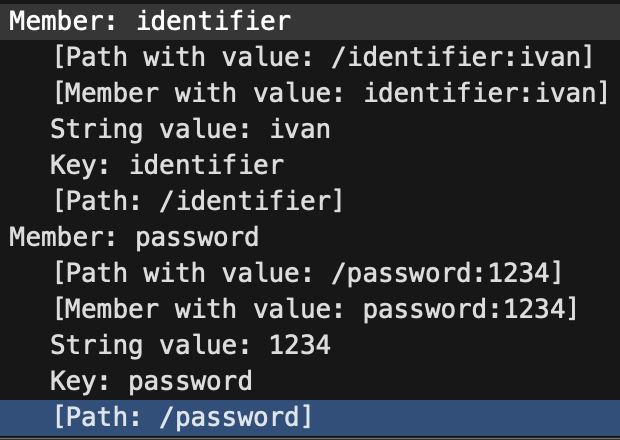 Member: identifier
[Path with value: /identifier:ivan]
[Member with value: identifier:ivan]
String value: ivan
Key: identifier
[Path: /identifier]
Member: password
[Path with value: /password:1234]
[Member with value: password:1234]
String value: 1234
Key: password
[Path: /password]